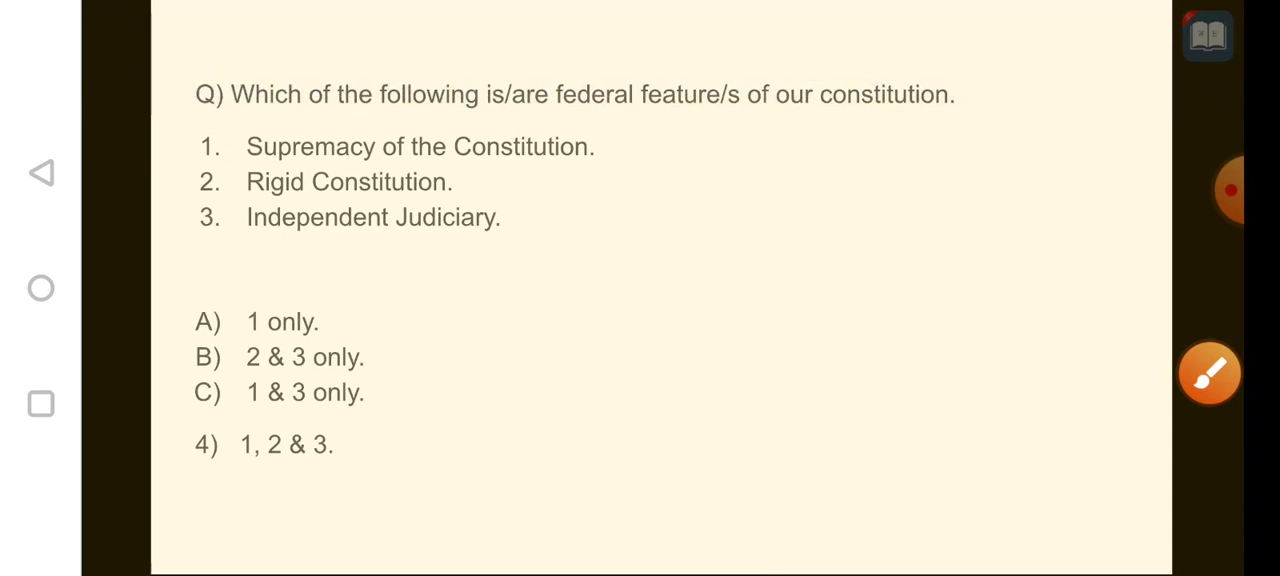 Q) Which of the following is/are federal feature/s of our constitution.
1. Supremacy of the Constitution.
2. Rigid Constitution.
3. Independent Judiciary.
A) 1 only.
B) 2 & 3 only.
C) 1 & 3 only.
4) 1, 2 & 3.